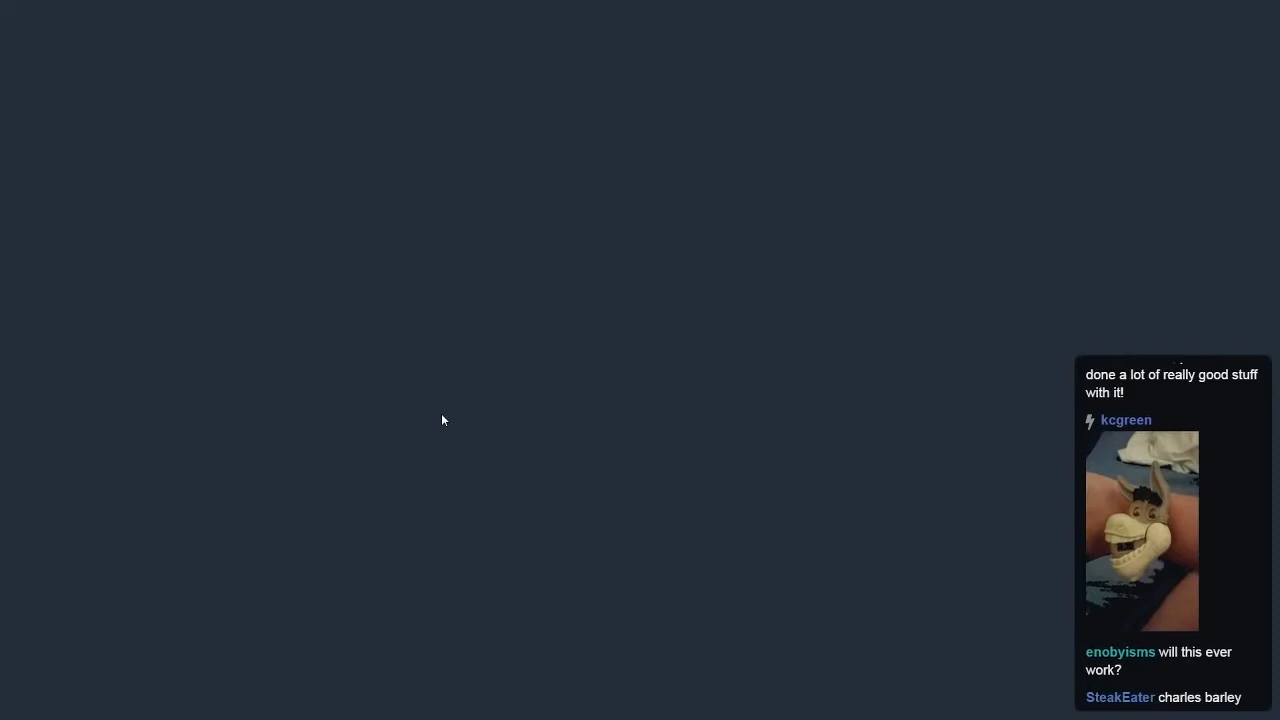 done a lot of really good stuff
with it!
kcgreen
enobyisms will this ever
work?
SteakEater charles barley